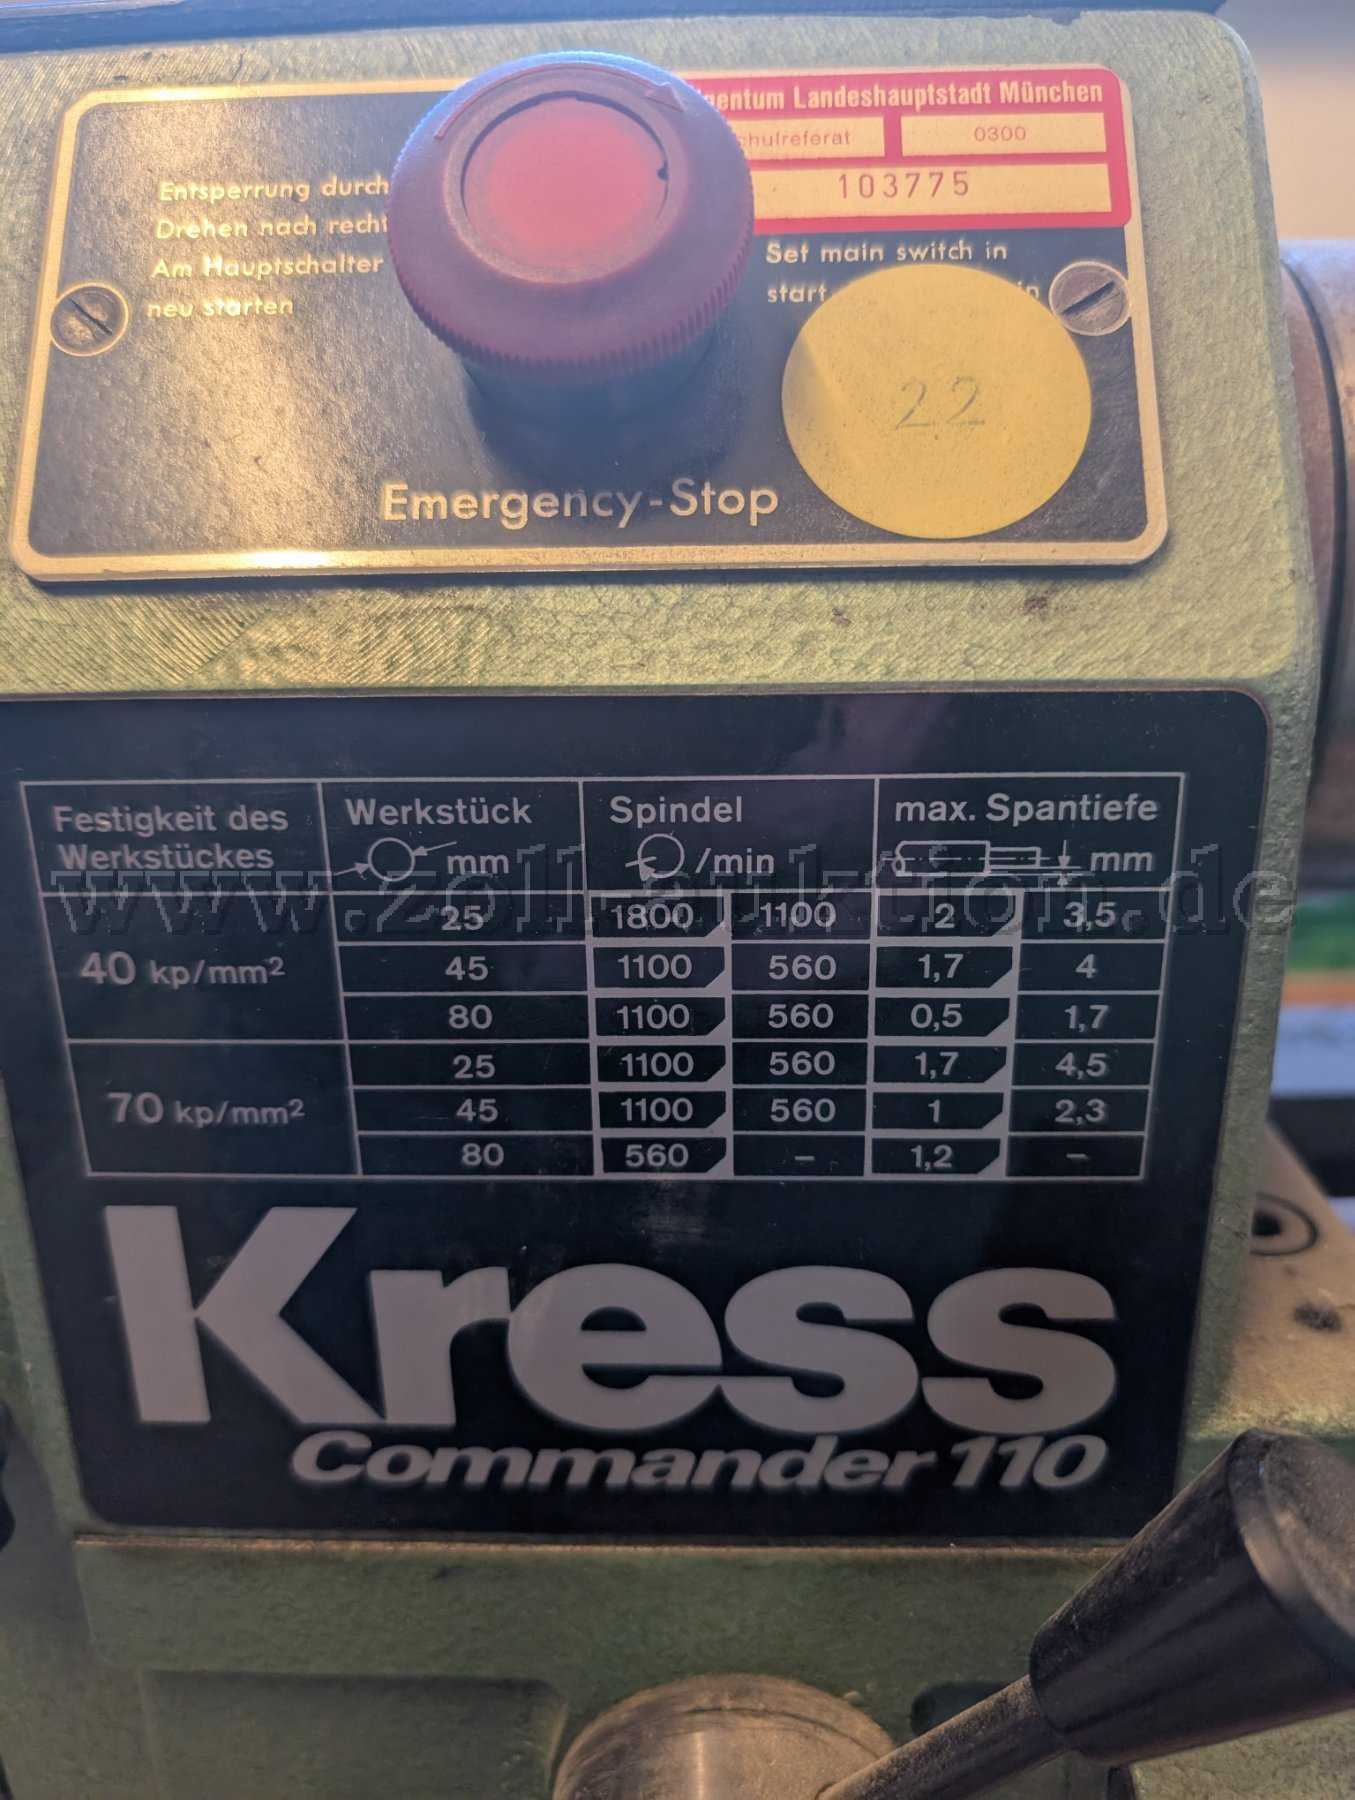 Eigentum Landeshauptstadt München
Schulreferat 0300
103775
Entsperrung durch
Drehen nach rechts
Am Hauptschalter
neu starten
Set main switch in
start
22
Emergency-Stop
Festigkeit des Werkstückes Werkstück mm Spindel /min max. Spantiefe mm
40 kp/mm²
25 1800 1100 2 3,5
45 1100 560 1,7 4
80 1100 560 0,5 1,7
70 kp/mm²
25 1100 560 1,7 4,5
45 1100 560 1 2,3
80 560 – 1,2 –
www.zoll-auktion.de
Kress
Commander 110